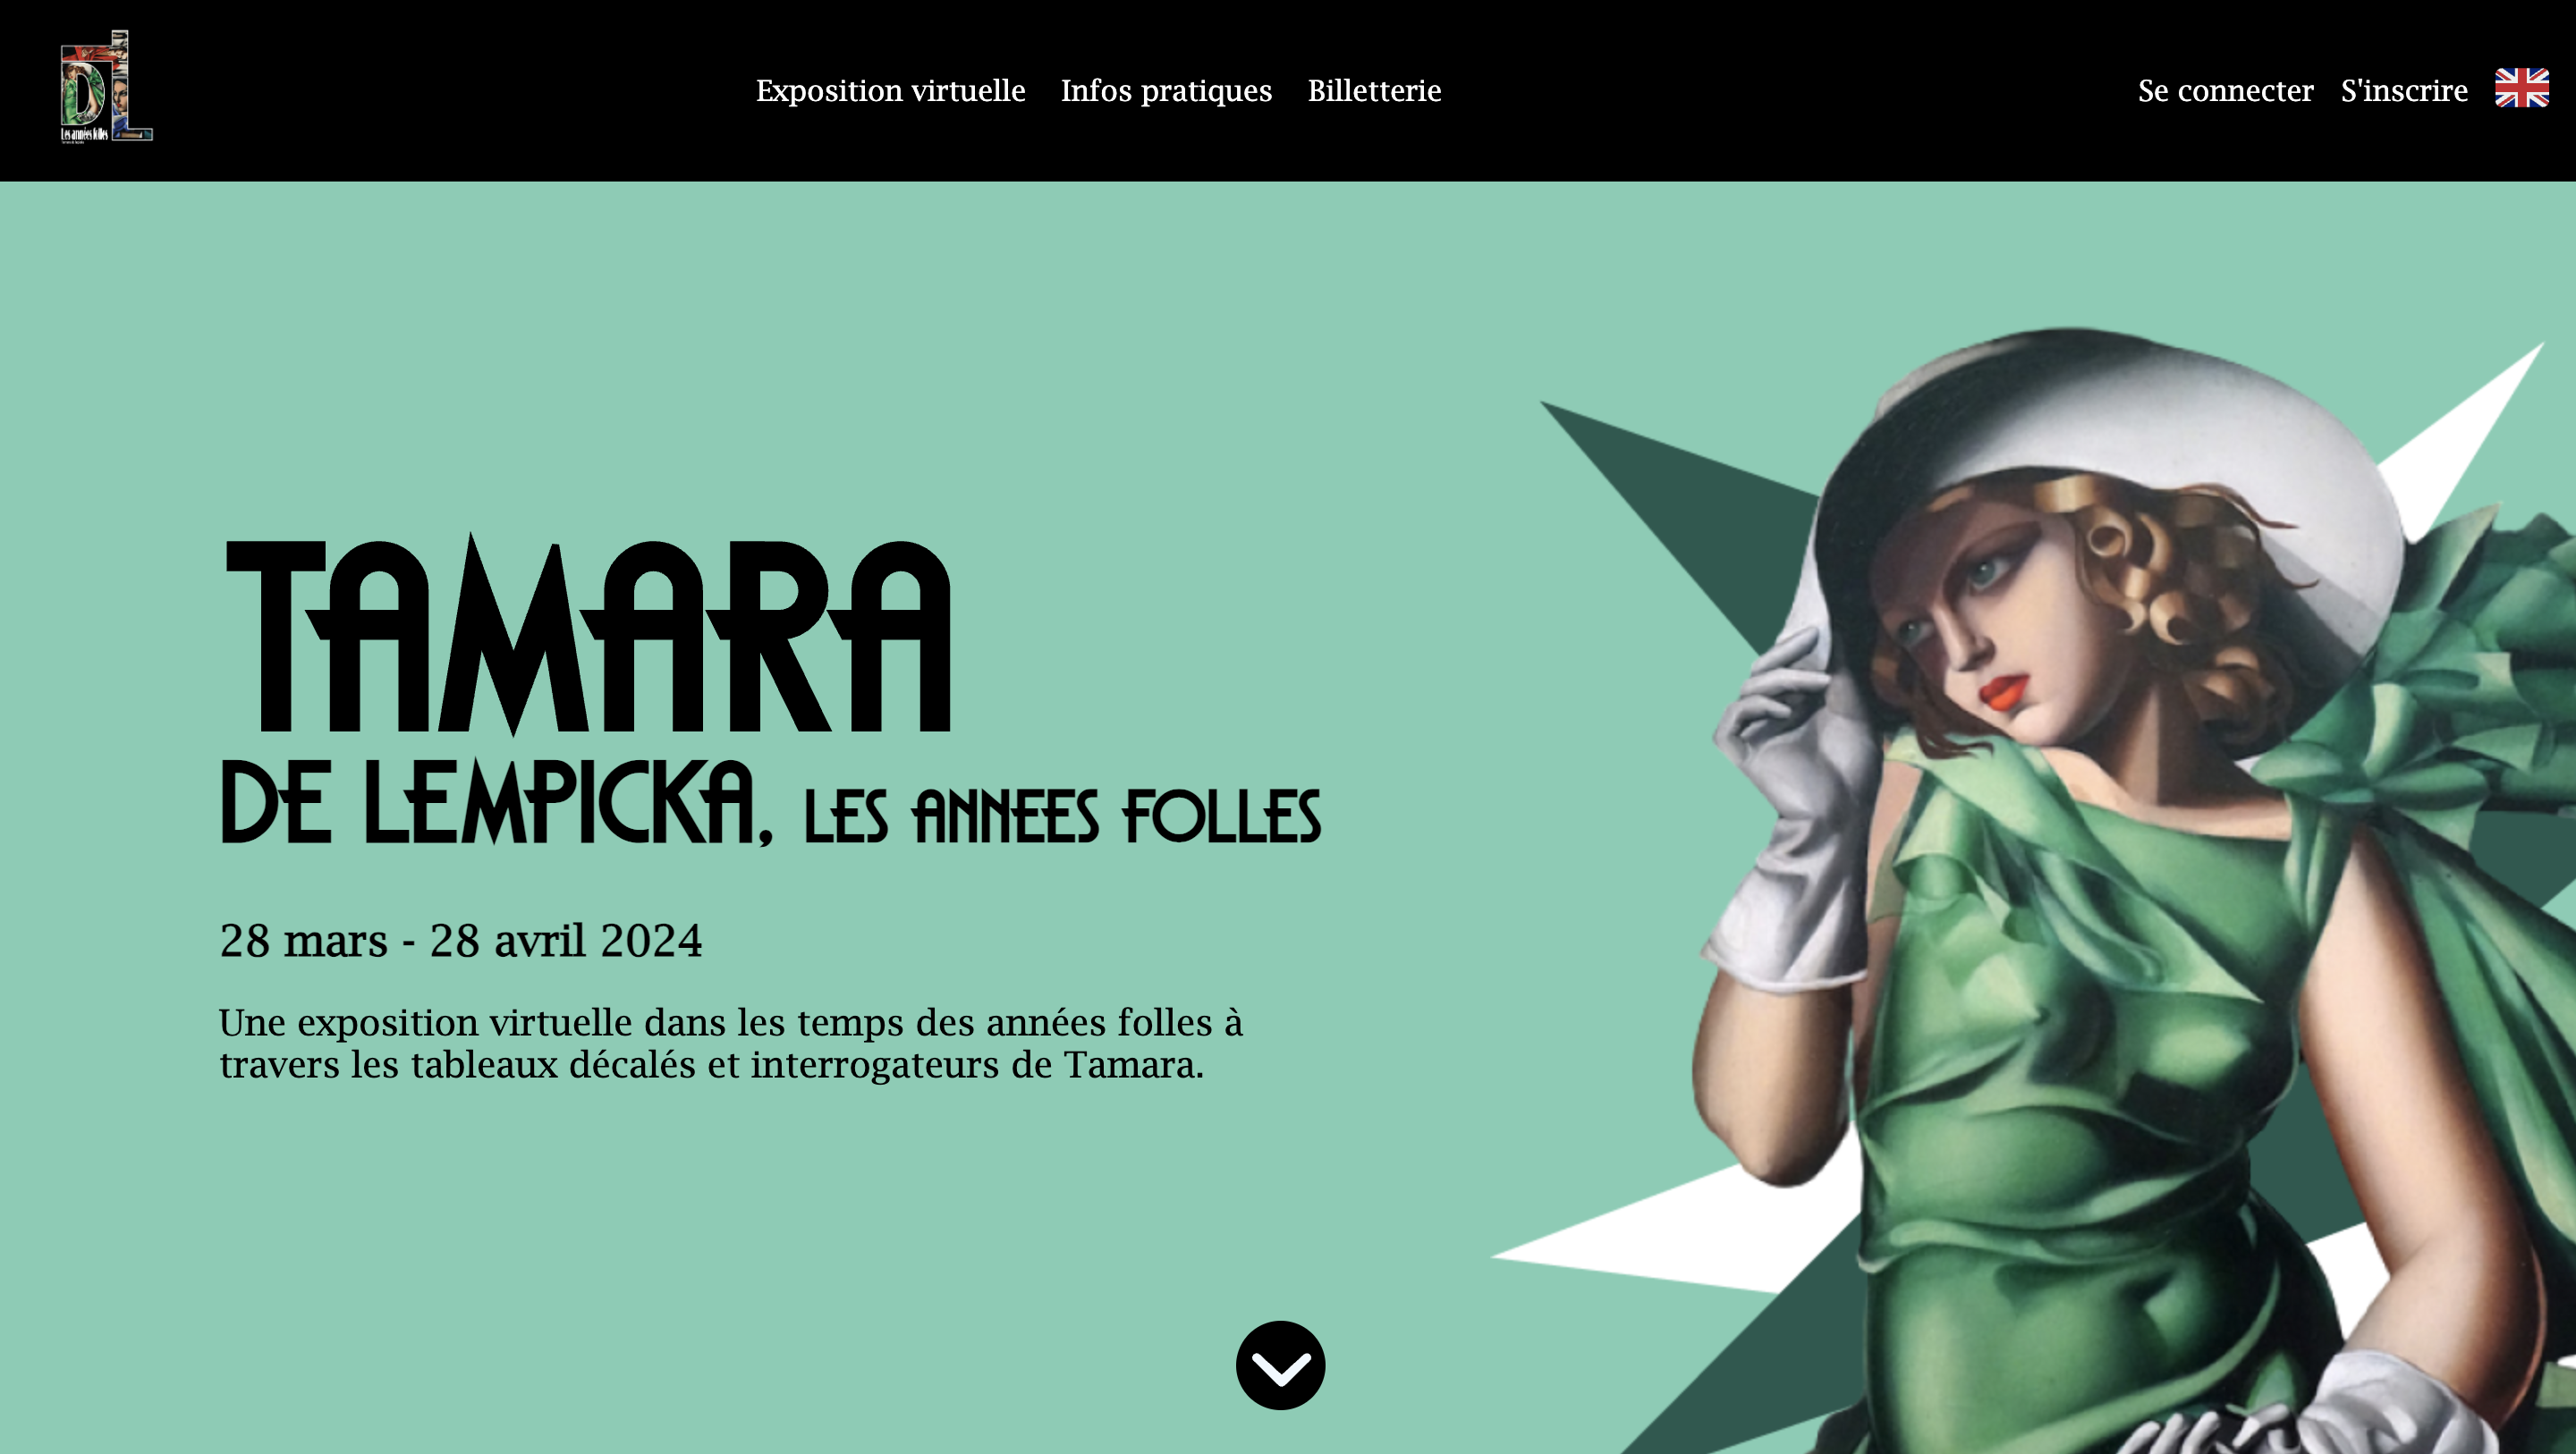 DL
Les années folles
Exposition virtuelle
Infos pratiques
Billetterie
Se connecter
S'inscrire
TAMARA
DE LEMPICKA, LES ANNEES FOLLES
28 mars - 28 avril 2024
Une exposition virtuelle dans les temps des années folles à
travers les tableaux décalés et interrogateurs de Tamara.